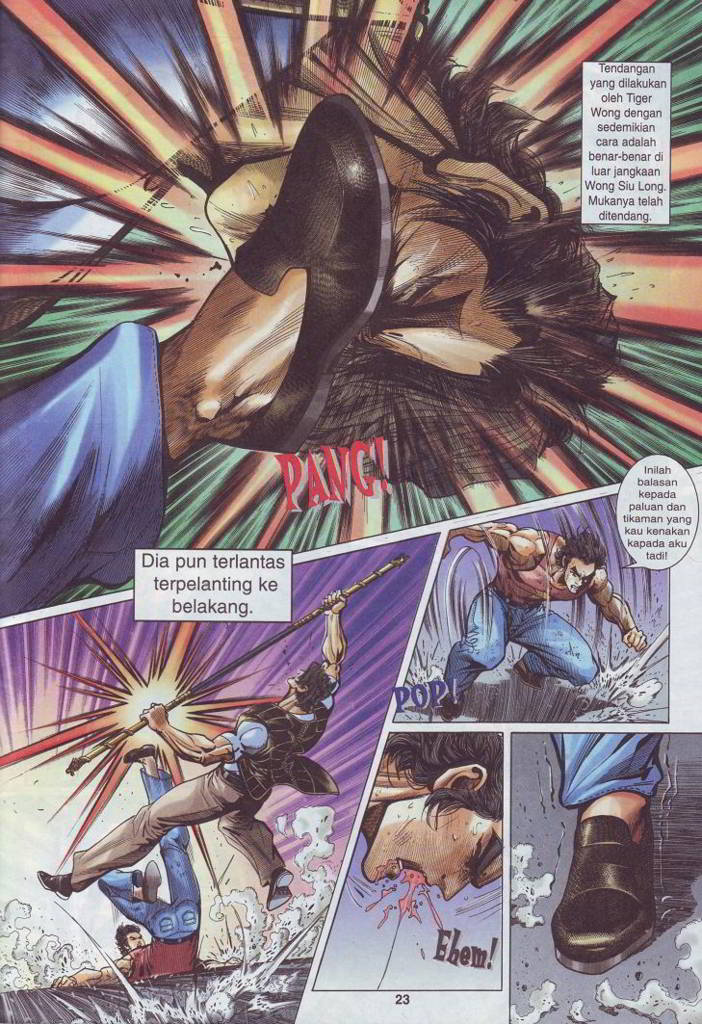 Tendangan
yang dilakukan
oleh Tiger
Wong dengan
sedemikian
cara adalah
benar-benar di
luar jangkaan
Wong Siu Long.
Mukanya telah
ditendang.
PANG!
Dia pun terlantas
terpelanting ke
belakang.
Inilah
balasan
kepada
paluan dan
tikaman yang
kau kenakan
kapada aku
tadi!
POP!
Ehem!
23